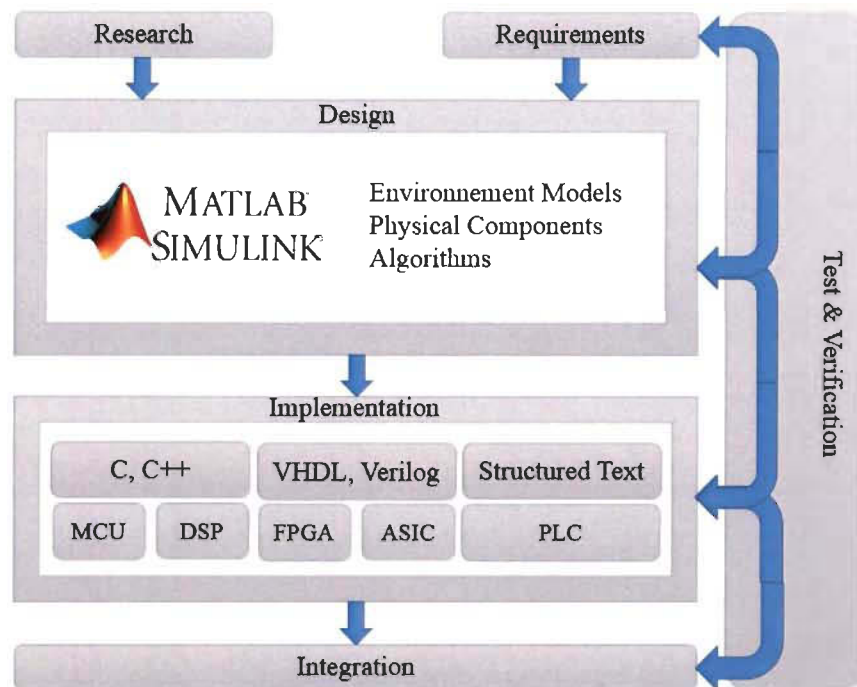 Research
Requirements
Design
MATLAB
SIMULINK
Environnement Models
Physical Components
Algorithms
Implementation
C, C++
VHDL, Verilog
Structured Text
MCU
DSP
FPGA
ASIC
PLC
Integration
Test & Verification